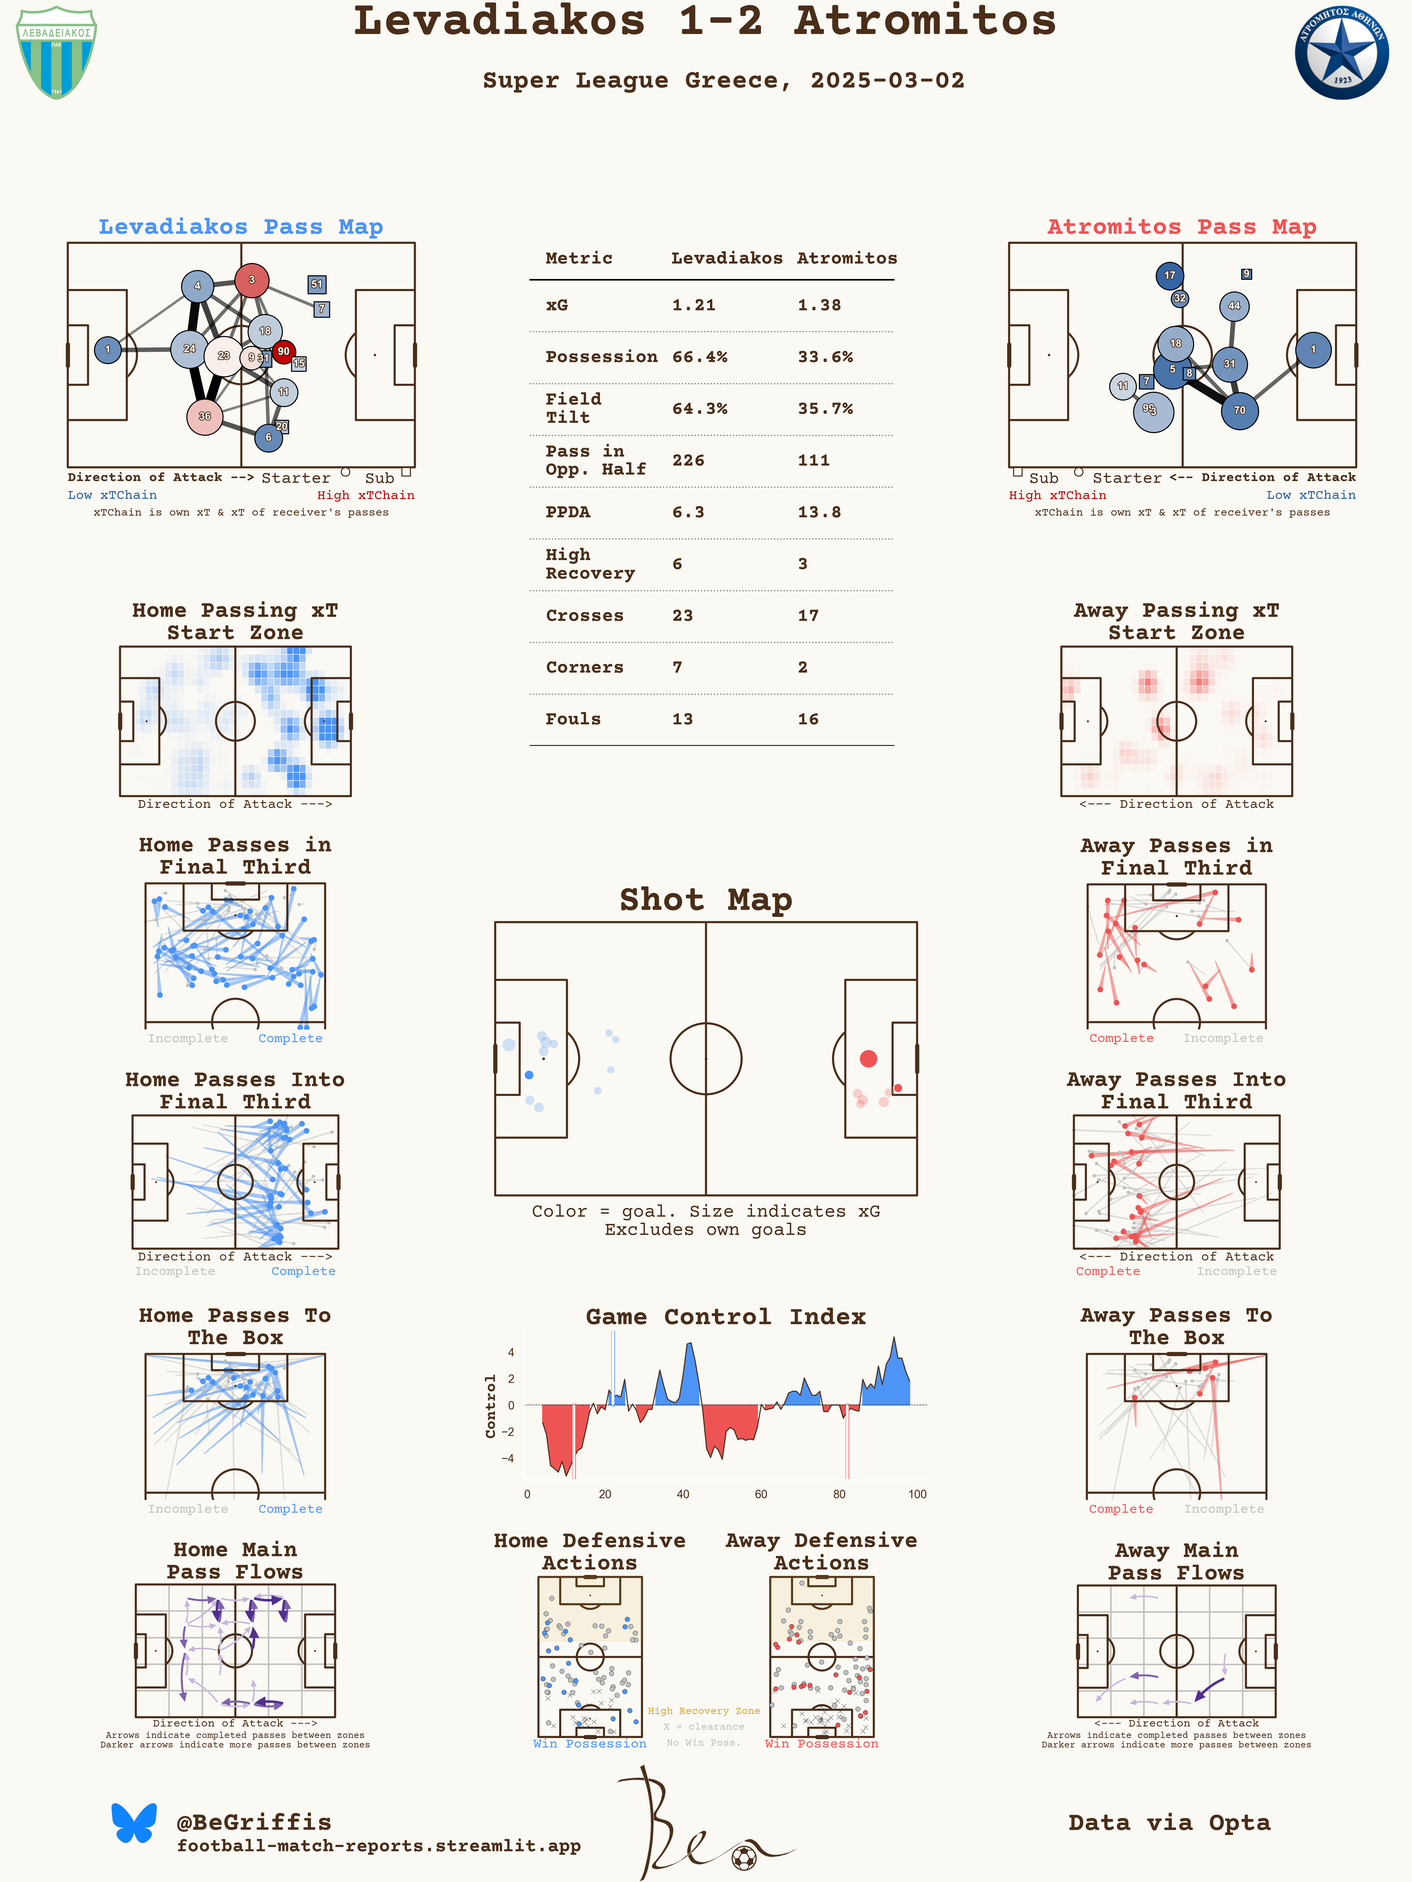 Levadiakos 1-2 Atromitos
Super League Greece, 2025-03-02
ΛΕΒΑΔΕΙΑΚΟΣ
ΠΑΕ
1961
ΑΤΡΟΜΗΤΟΣ ΑΘΗΝΩΝ
1923
Levadiakos Pass Map
4
3
51
7
18
1
24
23
9
31
90
15
11
36
20
6
Direction of Attack --> Starter Sub
Low xTChain High xTChain
xTChain is own xT & xT of receiver's passes
Metric Levadiakos Atromitos
xG 1.21 1.38
Possession 66.4% 33.6%
Field
Tilt 64.3% 35.7%
Pass in
Opp. Half 226 111
PPDA 6.3 13.8
High
Recovery 6 3
Crosses 23 17
Corners 7 2
Fouls 13 16
Atromitos Pass Map
17
9
32
44
18
1
31
5
8
7
11
3
70
Sub Starter <-- Direction of Attack
High xTChain Low xTChain
xTChain is own xT & xT of receiver's passes
Home Passing xT
Start Zone
Direction of Attack --->
Away Passing xT
Start Zone
<--- Direction of Attack
Home Passes in
Final Third
Incomplete Complete
Shot Map
Color = goal. Size indicates xG
Excludes own goals
Away Passes in
Final Third
Complete Incomplete
Home Passes Into
Final Third
Direction of Attack --->
Incomplete Complete
Away Passes Into
Final Third
<--- Direction of Attack
Complete Incomplete
Home Passes To
The Box
Incomplete Complete
Game Control Index
Control
4
2
0
−2
−4
0 20 40 60 80 100
Away Passes To
The Box
Complete Incomplete
Home Main
Pass Flows
Direction of Attack --->
Arrows indicate completed passes between zones
Darker arrows indicate more passes between zones
Home Defensive
Actions
Win Possession
Away Defensive
Actions
Win Possession
High Recovery Zone
X = clearance
No Win Poss.
Away Main
Pass Flows
<--- Direction of Attack
Arrows indicate completed passes between zones
Darker arrows indicate more passes between zones
@BeGriffis
football-match-reports.streamlit.app
Ben
Data via Opta